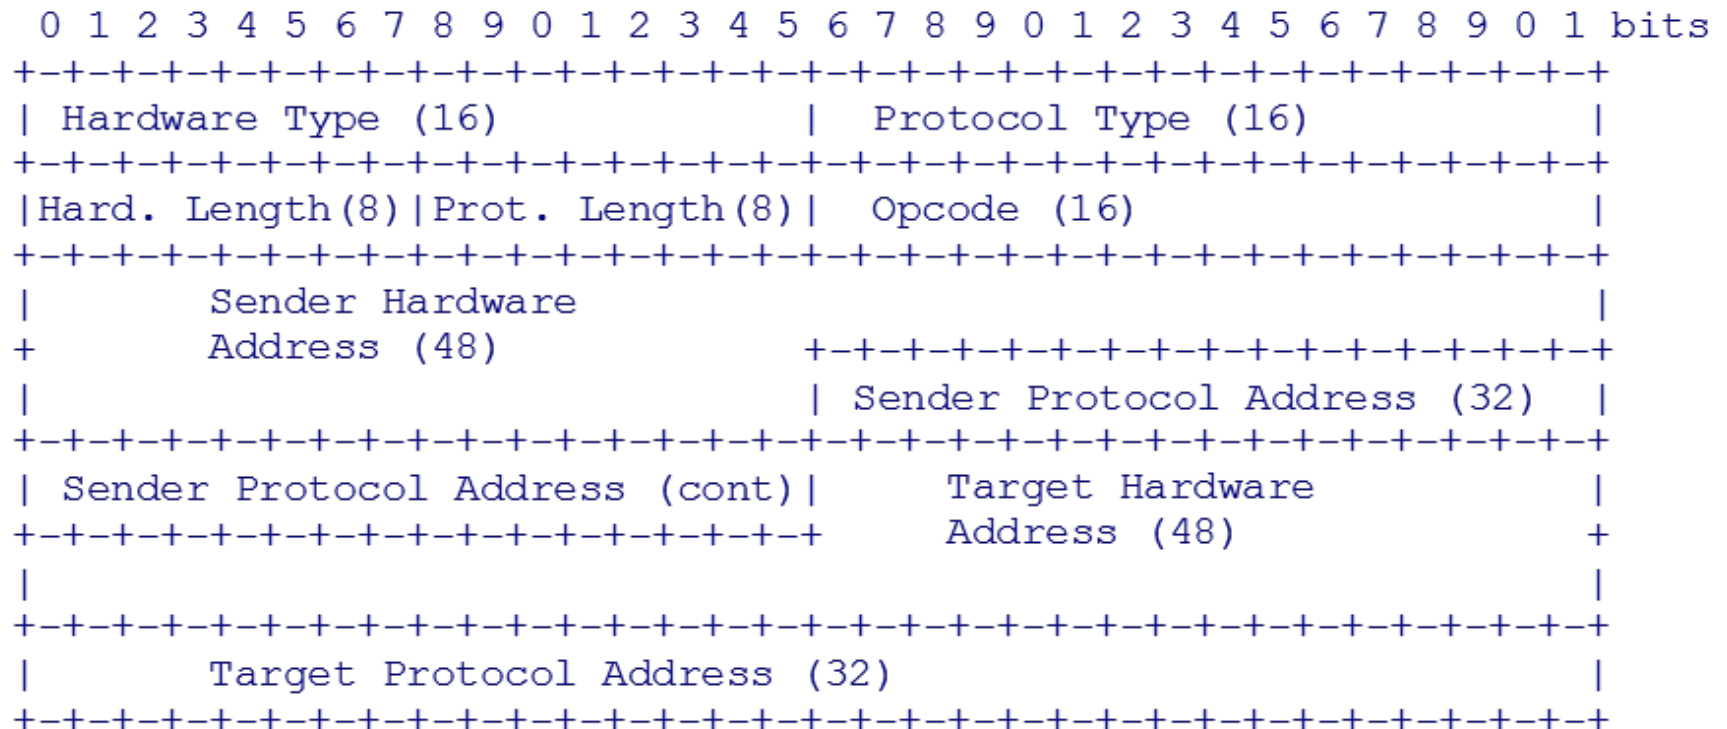 0 1 2 3 4 5 6 7 8 9 0 1 2 3 4 5 6 7 8 9 0 1 2 3 4 5 6 7 8 9 0 1 bits
+-+-+-+-+-+-+-+-+-+-+-+-+-+-+-+-+-+-+-+-+-+-+-+-+-+-+-+-+-+-+-+-+
| Hardware Type (16)            |  Protocol Type (16)           |
+-+-+-+-+-+-+-+-+-+-+-+-+-+-+-+-+-+-+-+-+-+-+-+-+-+-+-+-+-+-+-+-+
|Hard. Length(8)|Prot. Length(8)|  Opcode (16)                  |
+-+-+-+-+-+-+-+-+-+-+-+-+-+-+-+-+-+-+-+-+-+-+-+-+-+-+-+-+-+-+-+-+
|       Sender Hardware                                         |
+       Address (48)            +-+-+-+-+-+-+-+-+-+-+-+-+-+-+-+-+
|                               | Sender Protocol Address (32)  |
+-+-+-+-+-+-+-+-+-+-+-+-+-+-+-+-+-+-+-+-+-+-+-+-+-+-+-+-+-+-+-+-+
| Sender Protocol Address (cont)|     Target Hardware           |
+-+-+-+-+-+-+-+-+-+-+-+-+-+-+-+-+     Address (48)              +
|                                                               |
+-+-+-+-+-+-+-+-+-+-+-+-+-+-+-+-+-+-+-+-+-+-+-+-+-+-+-+-+-+-+-+-+
|       Target Protocol Address (32)                            |
+-+-+-+-+-+-+-+-+-+-+-+-+-+-+-+-+-+-+-+-+-+-+-+-+-+-+-+-+-+-+-+-+